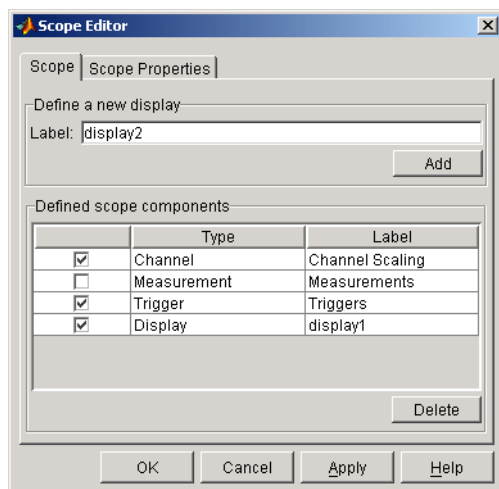 Scope Editor
Scope Scope Properties
Define a new display
Label: display2
Add
Defined scope components
Type Label
Channel Channel Scaling
Measurement Measurements
Trigger Triggers
Display display1
Delete
OK Cancel Apply Help